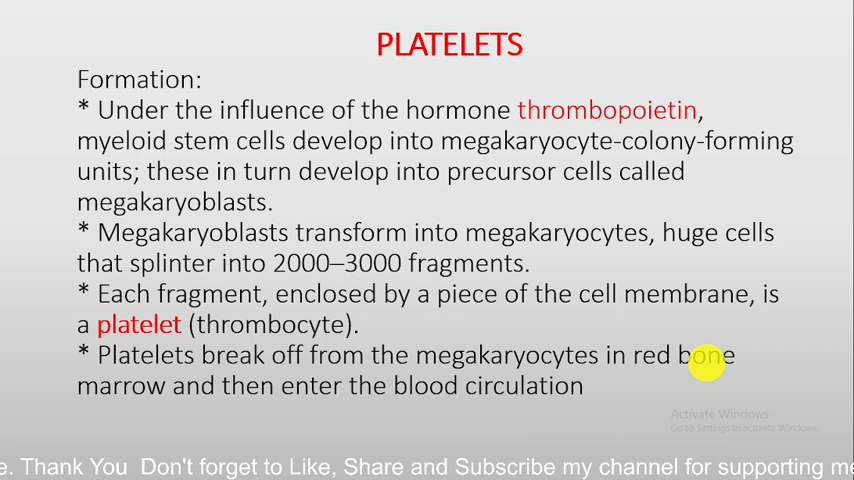 PLATELETS
Formation:
* Under the influence of the hormone thrombopoietin,
myeloid stem cells develop into megakaryocyte-colony-forming
units; these in turn develop into precursor cells called
megakaryoblasts.
* Megakaryoblasts transform into megakaryocytes, huge cells
that splinter into 2000–3000 fragments.
* Each fragment, enclosed by a piece of the cell membrane, is
a platelet (thrombocyte).
* Platelets break off from the megakaryocytes in red bone
marrow and then enter the blood circulation
Activate Windows
Go to Settings to activate Windows.
e. Thank You Don't forget to Like, Share and Subscribe my channel for supporting me